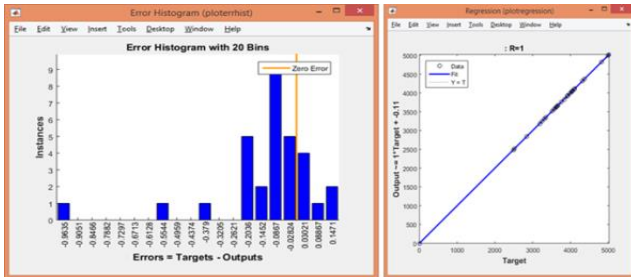 Error Histogram (ploterrhist)
File Edit View Insert Tools Desktop Window Help
Error Histogram with 20 Bins
Zero Error
9
8
7
6
5
4
3
2
1
0
Instances
-0.9635
-0.9051
-0.8466
-0.7882
-0.7297
-0.6713
-0.6128
-0.5544
-0.4959
-0.4374
-0.379
-0.3205
-0.2621
-0.2036
-0.1452
-0.0867
-0.02824
0.03021
0.08867
0.1471
Errors = Targets - Outputs
Regression (plotregression)
File Edit View Insert Tools Desktop Window Help
: R=1
Data
Fit
Y = T
5000
4500
4000
3500
3000
2500
2000
1500
1000
500
0
Output ~= 1*Target + -0.11
0 1000 2000 3000 4000 5000
Target